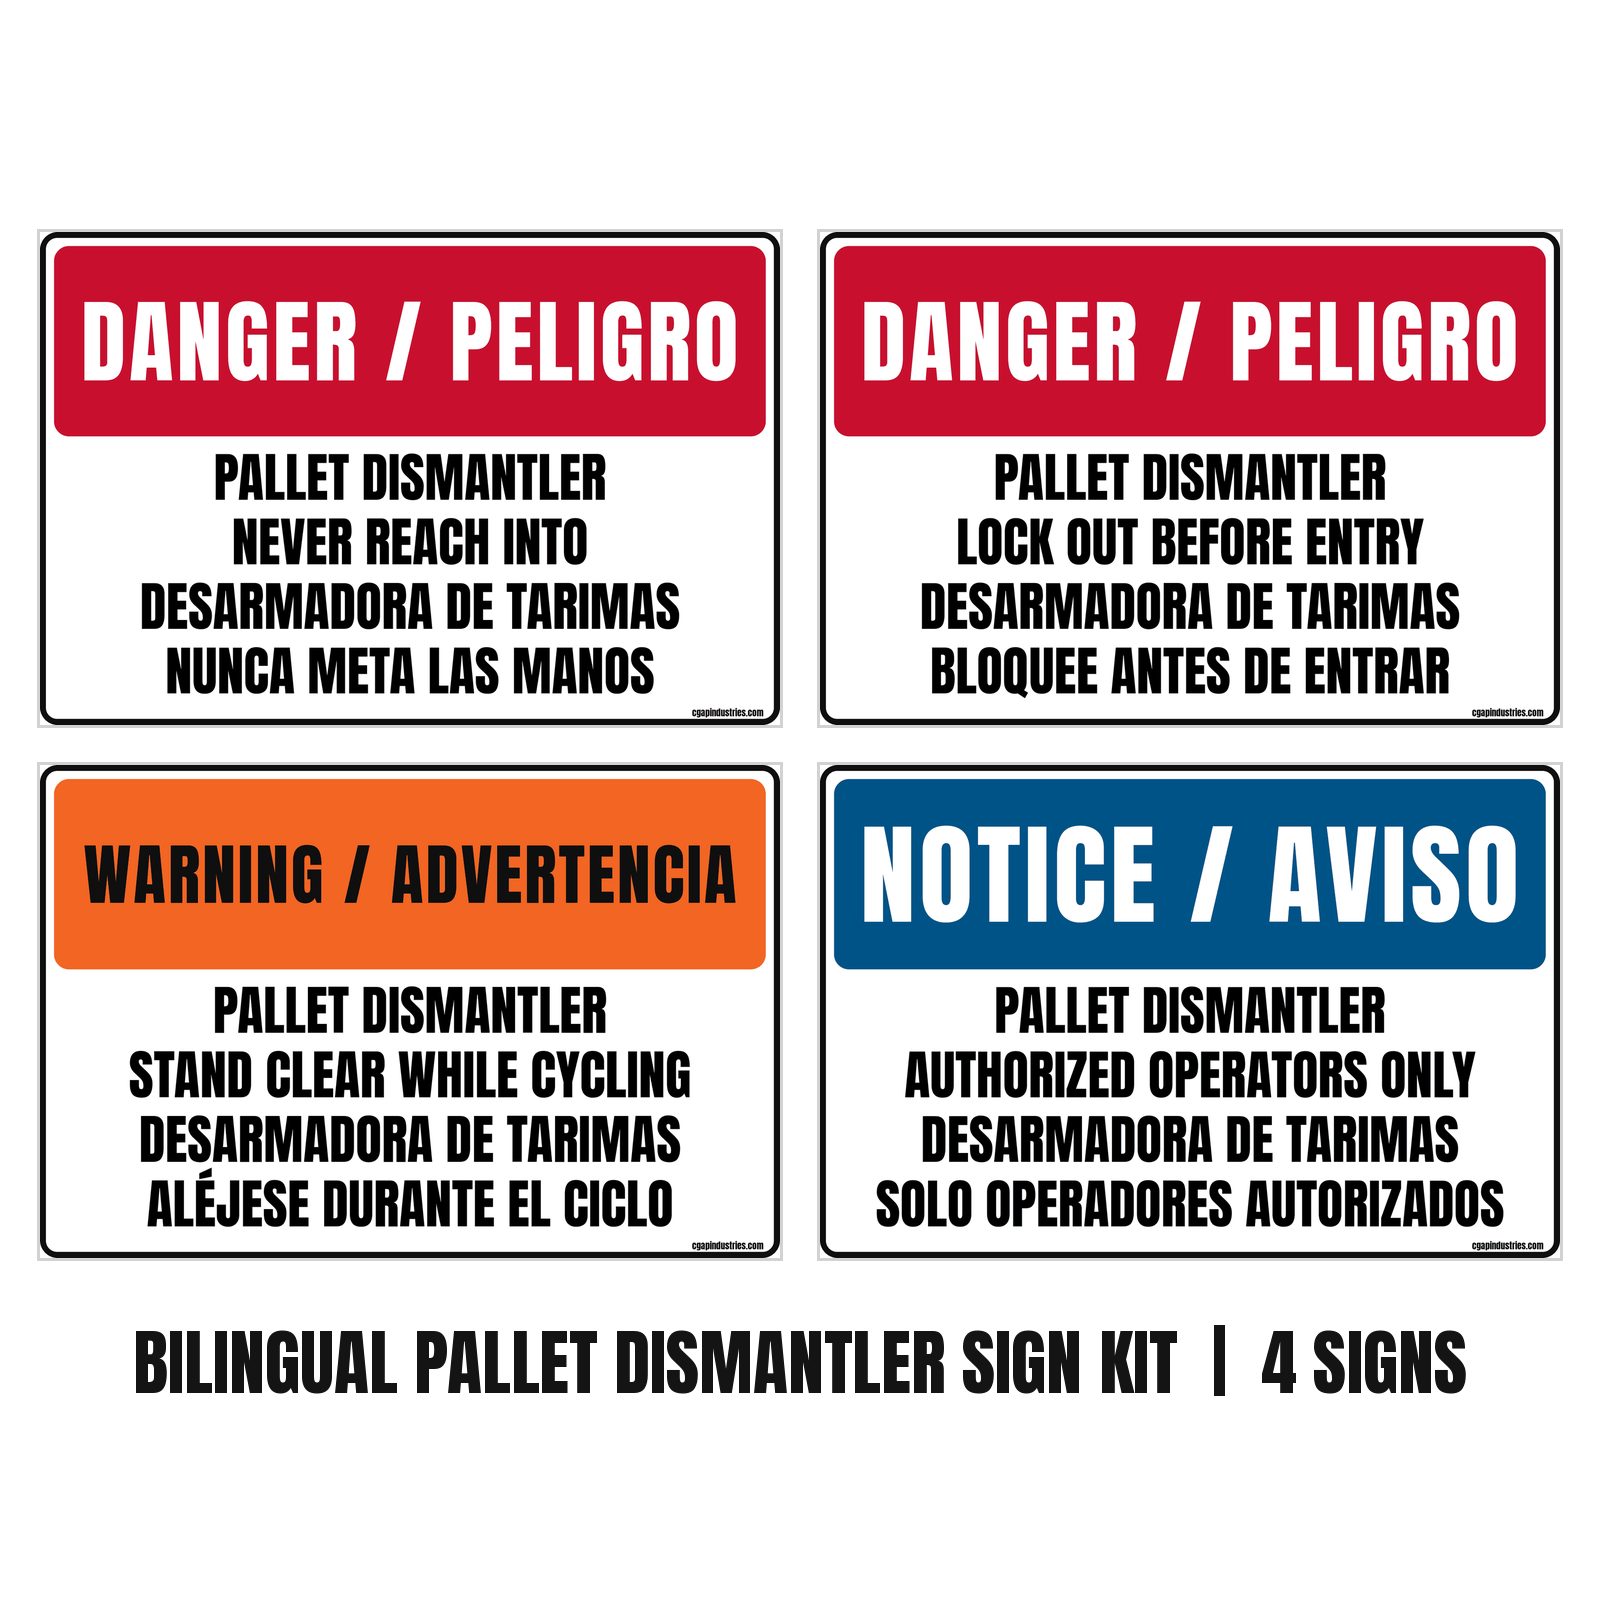 DANGER / PELIGRO
PALLET DISMANTLER
NEVER REACH INTO
DESARMADORA DE TARIMAS
NUNCA META LAS MANOS
cgapindustries.com
DANGER / PELIGRO
PALLET DISMANTLER
LOCK OUT BEFORE ENTRY
DESARMADORA DE TARIMAS
BLOQUEE ANTES DE ENTRAR
cgapindustries.com
WARNING / ADVERTENCIA
PALLET DISMANTLER
STAND CLEAR WHILE CYCLING
DESARMADORA DE TARIMAS
ALÉJESE DURANTE EL CICLO
cgapindustries.com
NOTICE / AVISO
PALLET DISMANTLER
AUTHORIZED OPERATORS ONLY
DESARMADORA DE TARIMAS
SOLO OPERADORES AUTORIZADOS
cgapindustries.com
BILINGUAL PALLET DISMANTLER SIGN KIT | 4 SIGNS